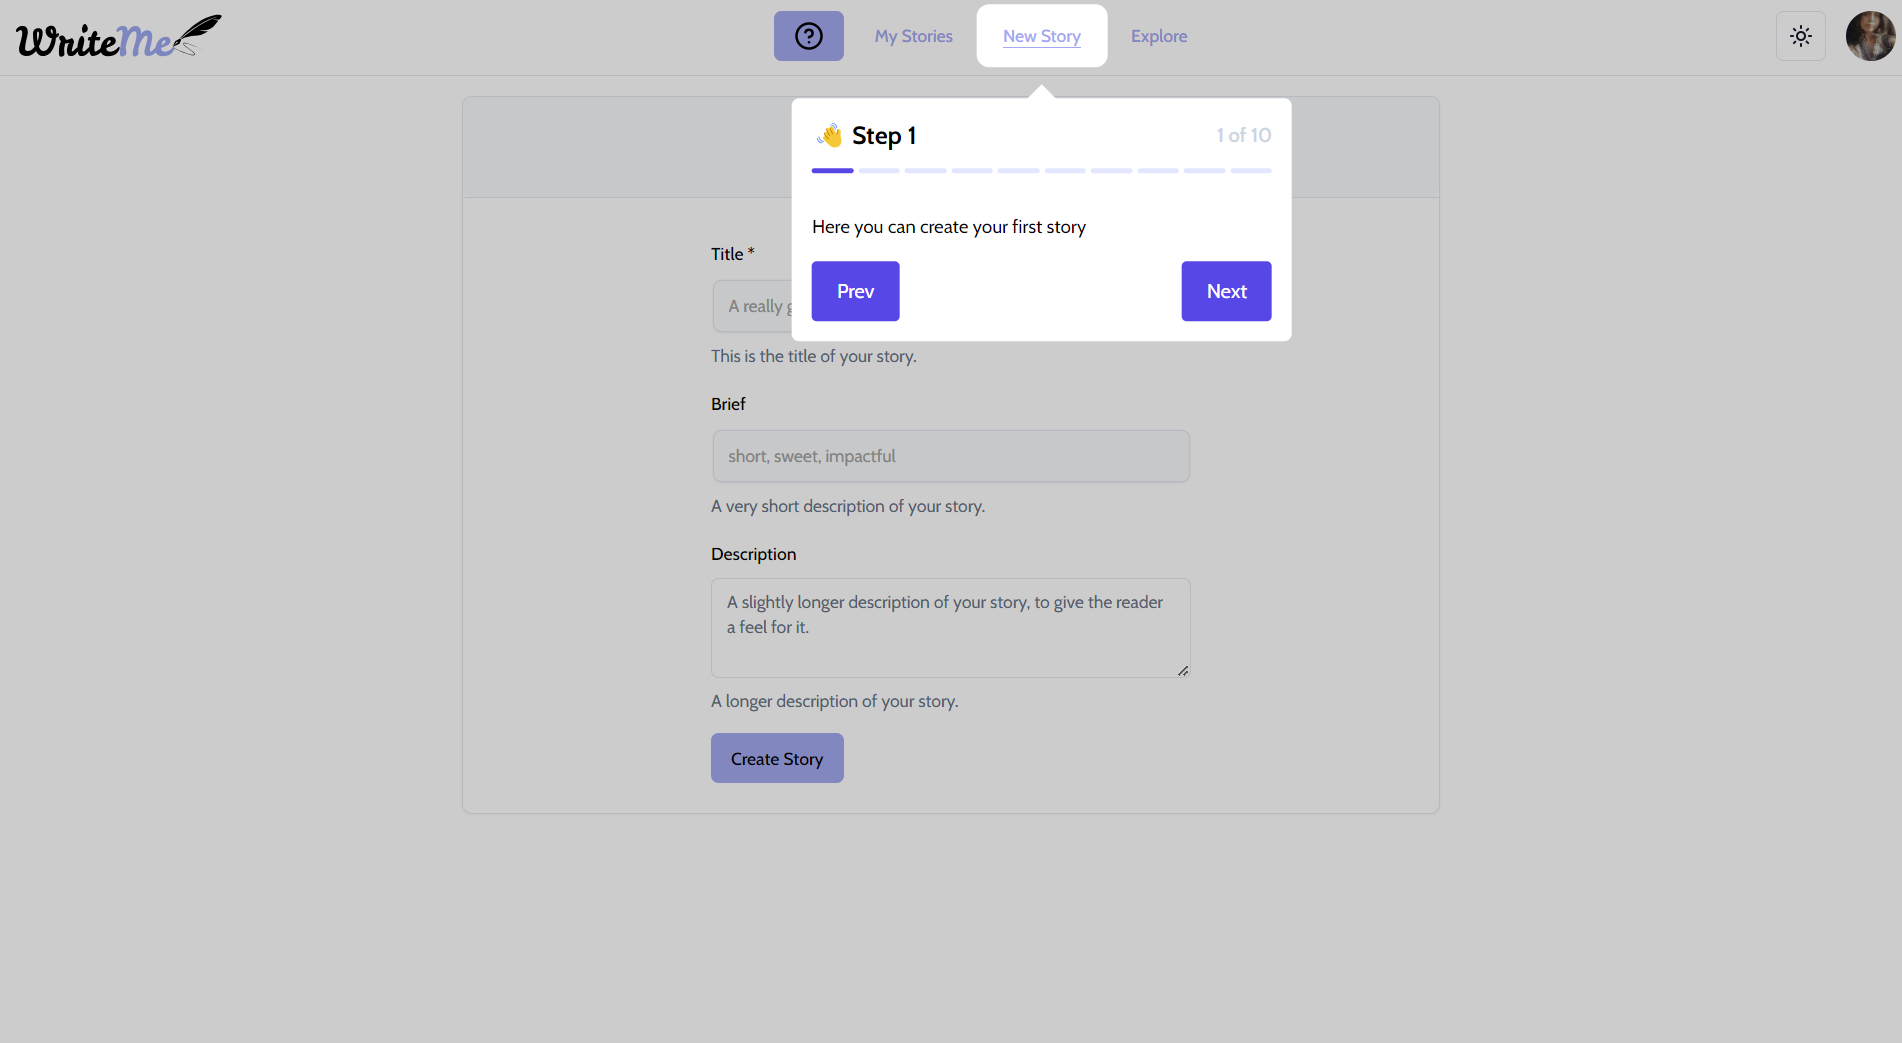 WriteMe
My Stories
New Story
Explore
👋 Step 1
1 of 10
Here you can create your first story
Prev
Next
Title *
A really
This is the title of your story.
Brief
short, sweet, impactful
A very short description of your story.
Description
A slightly longer description of your story, to give the reader
a feel for it.
A longer description of your story.
Create Story